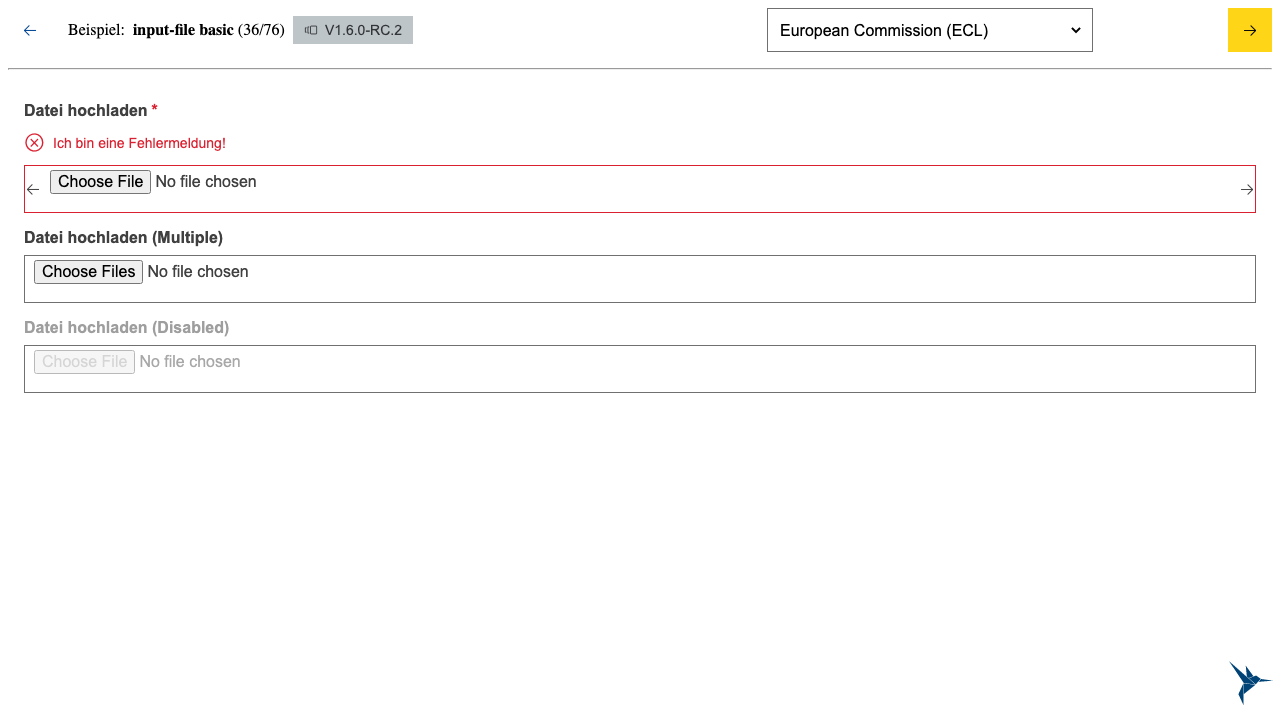 Beispiel: input-file basic (36/76) V1.6.0-RC.2 European Commission (ECL)
Datei hochladen *
Ich bin eine Fehlermeldung!
Choose File No file chosen
Datei hochladen (Multiple)
Choose Files No file chosen
Datei hochladen (Disabled)
Choose File No file chosen